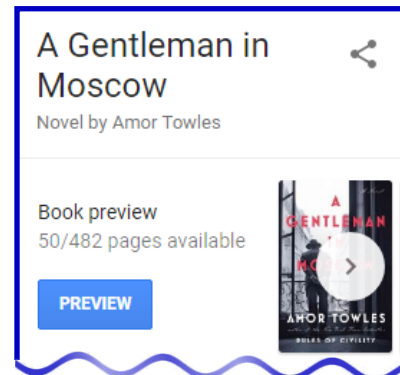 A Gentleman in
Moscow
Novel by Amor Towles
Book preview
50/482 pages available
PREVIEW
A
GENTLEMAN
IN
AMOR TOWLES
RULES OF CIVILITY